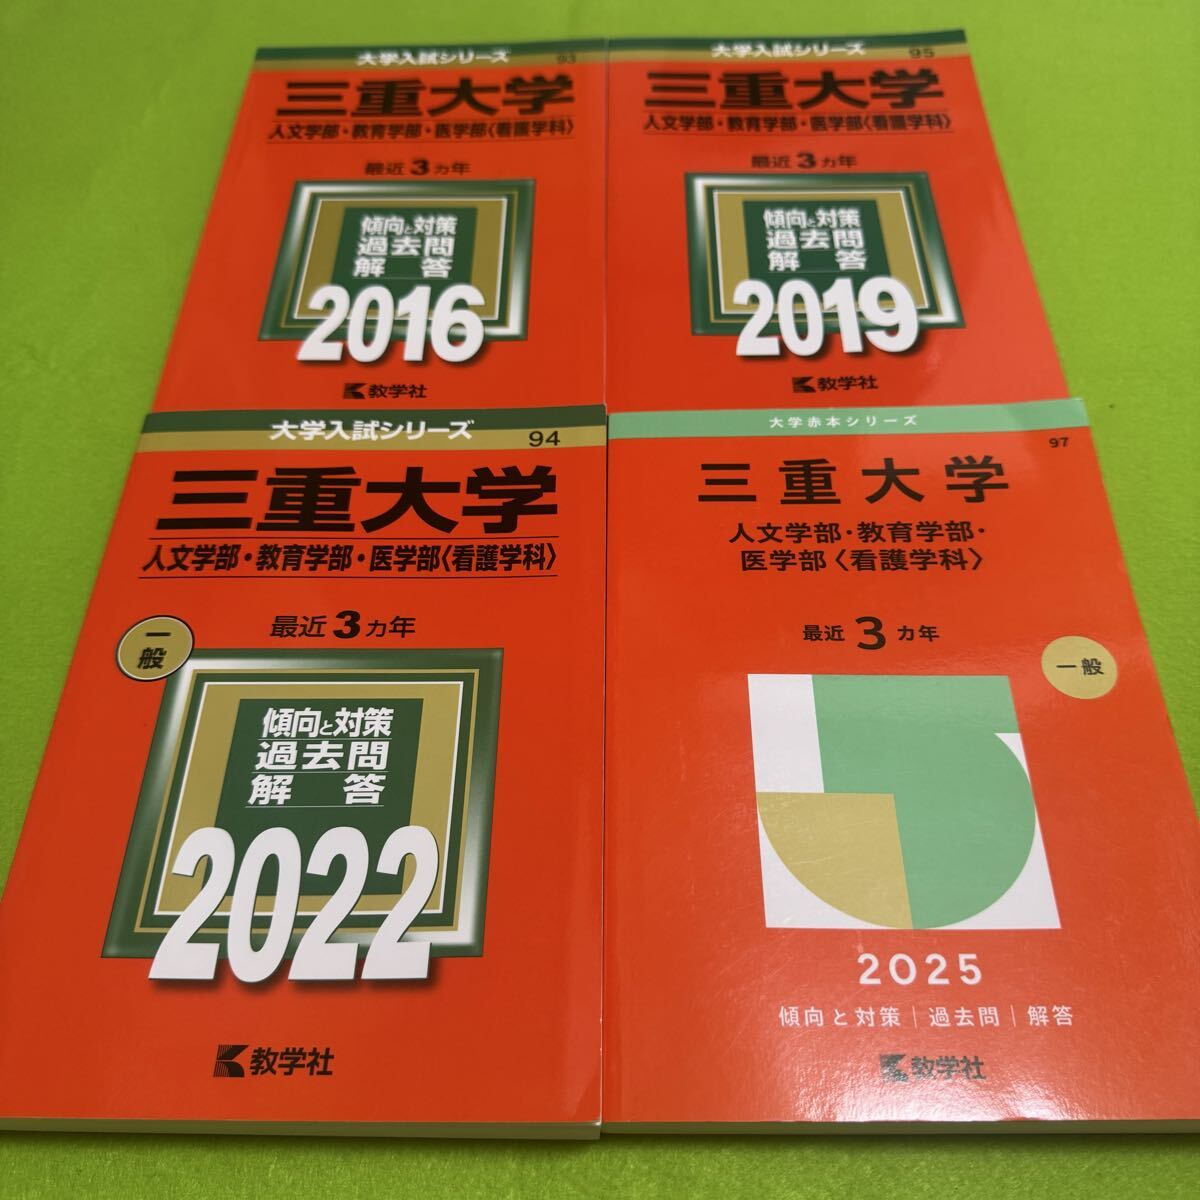 大学入試シリーズ
93
三重大学
人文学部・教育学部・医学部〈看護学科〉
最近3カ年
傾向と対策
過去問
解答
2016
教学社
大学入試シリーズ
95
三重大学
人文学部・教育学部・医学部〈看護学科〉
最近3カ年
傾向と対策
過去問
解答
2019
教学社
大学入試シリーズ
94
三重大学
人文学部・教育学部・医学部〈看護学科〉
最近3カ年
一般
傾向と対策
過去問
解答
2022
教学社
大学赤本シリーズ
97
三重大学
人文学部・教育学部・
医学部〈看護学科〉
最近3カ年
一般
2025
傾向と対策|過去問|解答
教学社